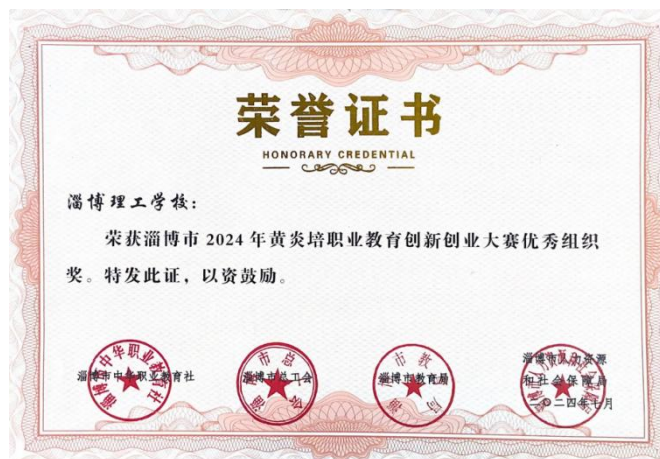 荣誉证书
HONORARY CREDENTIAL
淄博理工学校：
荣获淄博市 2024 年黄炎培职业教育创新创业大赛优秀组织
奖。特发此证，以资鼓励。
淄博市中华职业教育社
淄博市总工会
淄博市教育局
淄博市人力资源
和社会保障局
二〇二四年七月